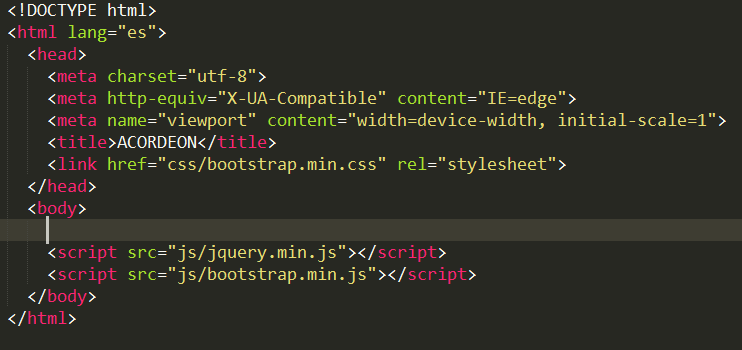 <!DOCTYPE html>
<html lang="es">
<head>
<meta charset="utf-8">
<meta http-equiv="X-UA-Compatible" content="IE=edge">
<meta name="viewport" content="width=device-width, initial-scale=1">
<title>ACORDEON</title>
<link href="css/bootstrap.min.css" rel="stylesheet">
</head>
<body>
<script src="js/jquery.min.js"></script>
<script src="js/bootstrap.min.js"></script>
</body>
</html>